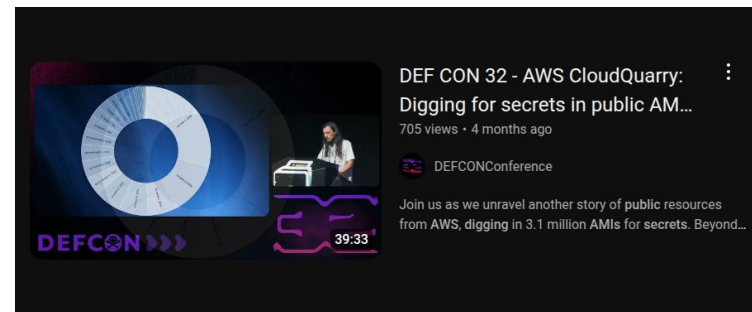 DEF CON 32 - AWS CloudQuarry:
Digging for secrets in public AM...
705 views • 4 months ago
DEFCONConference
Join us as we unravel another story of public resources
from AWS, digging in 3.1 million AMIs for secrets. Beyond...
DEFCON
39:33